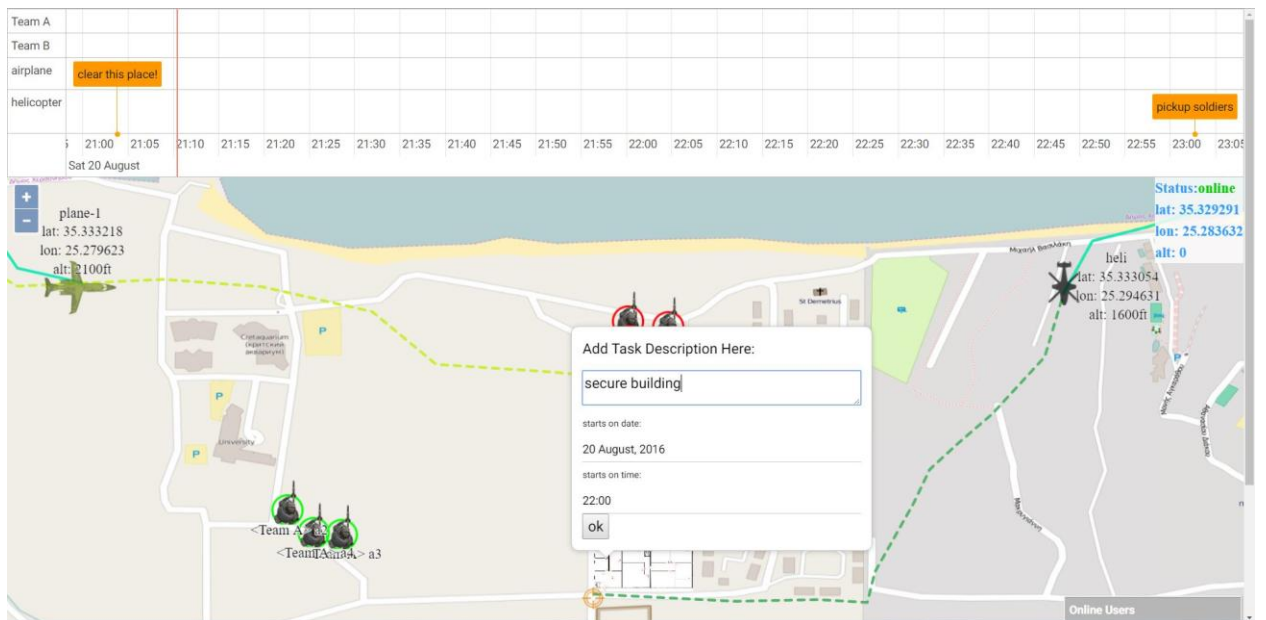 Team A
Team B
airplane
clear this place!
helicopter
pickup soldiers
21:00 21:05 21:10 21:15 21:20 21:25 21:30 21:35 21:40 21:45 21:50 21:55 22:00 22:05 22:10 22:15 22:20 22:25 22:30 22:35 22:40 22:45 22:50 22:55 23:00 23:05
Sat 20 August
+
-
Status:online
lat: 35.329291
lon: 25.283632
alt: 0
plane-1
lat: 35.333218
lon: 25.279623
alt: 2100ft
heli
lat: 35.333054
lon: 25.294631
alt: 1600ft
St Demetrius
P
Cretaquarium
P
University
P
P
Add Task Description Here:
secure building
starts on date:
20 August, 2016
starts on time:
22:00
ok
<Team A
<Team A
a3
Online Users